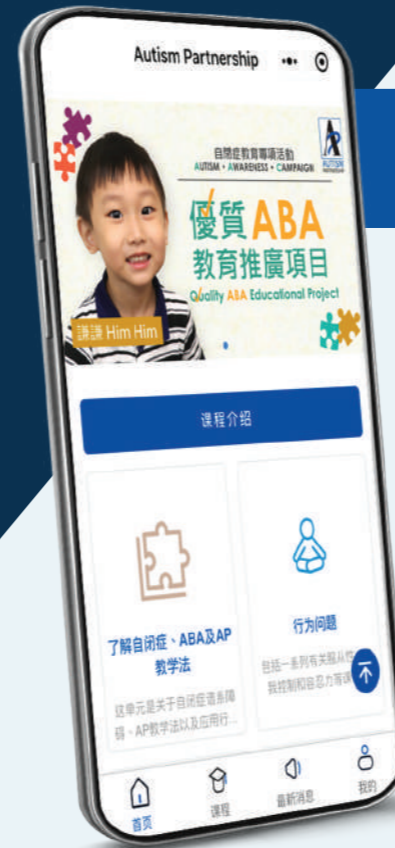 Autism Partnership
自閉症教育專項活動
AUTISM • AWARENESS • CAMPAIGN
AUTISM
PARTNERSHIP
優質ABA
教育推廣項目
Quality ABA Educational Project
謙謙 Him Him
课程介绍
了解自闭症、ABA及AP
教学法
这单元是关于自闭症谱系障
碍、AP教学法以及应用行...
行为问题
包括一系列有关服从性
我控制和容忍力等课
首页
课程
最新消息
我的